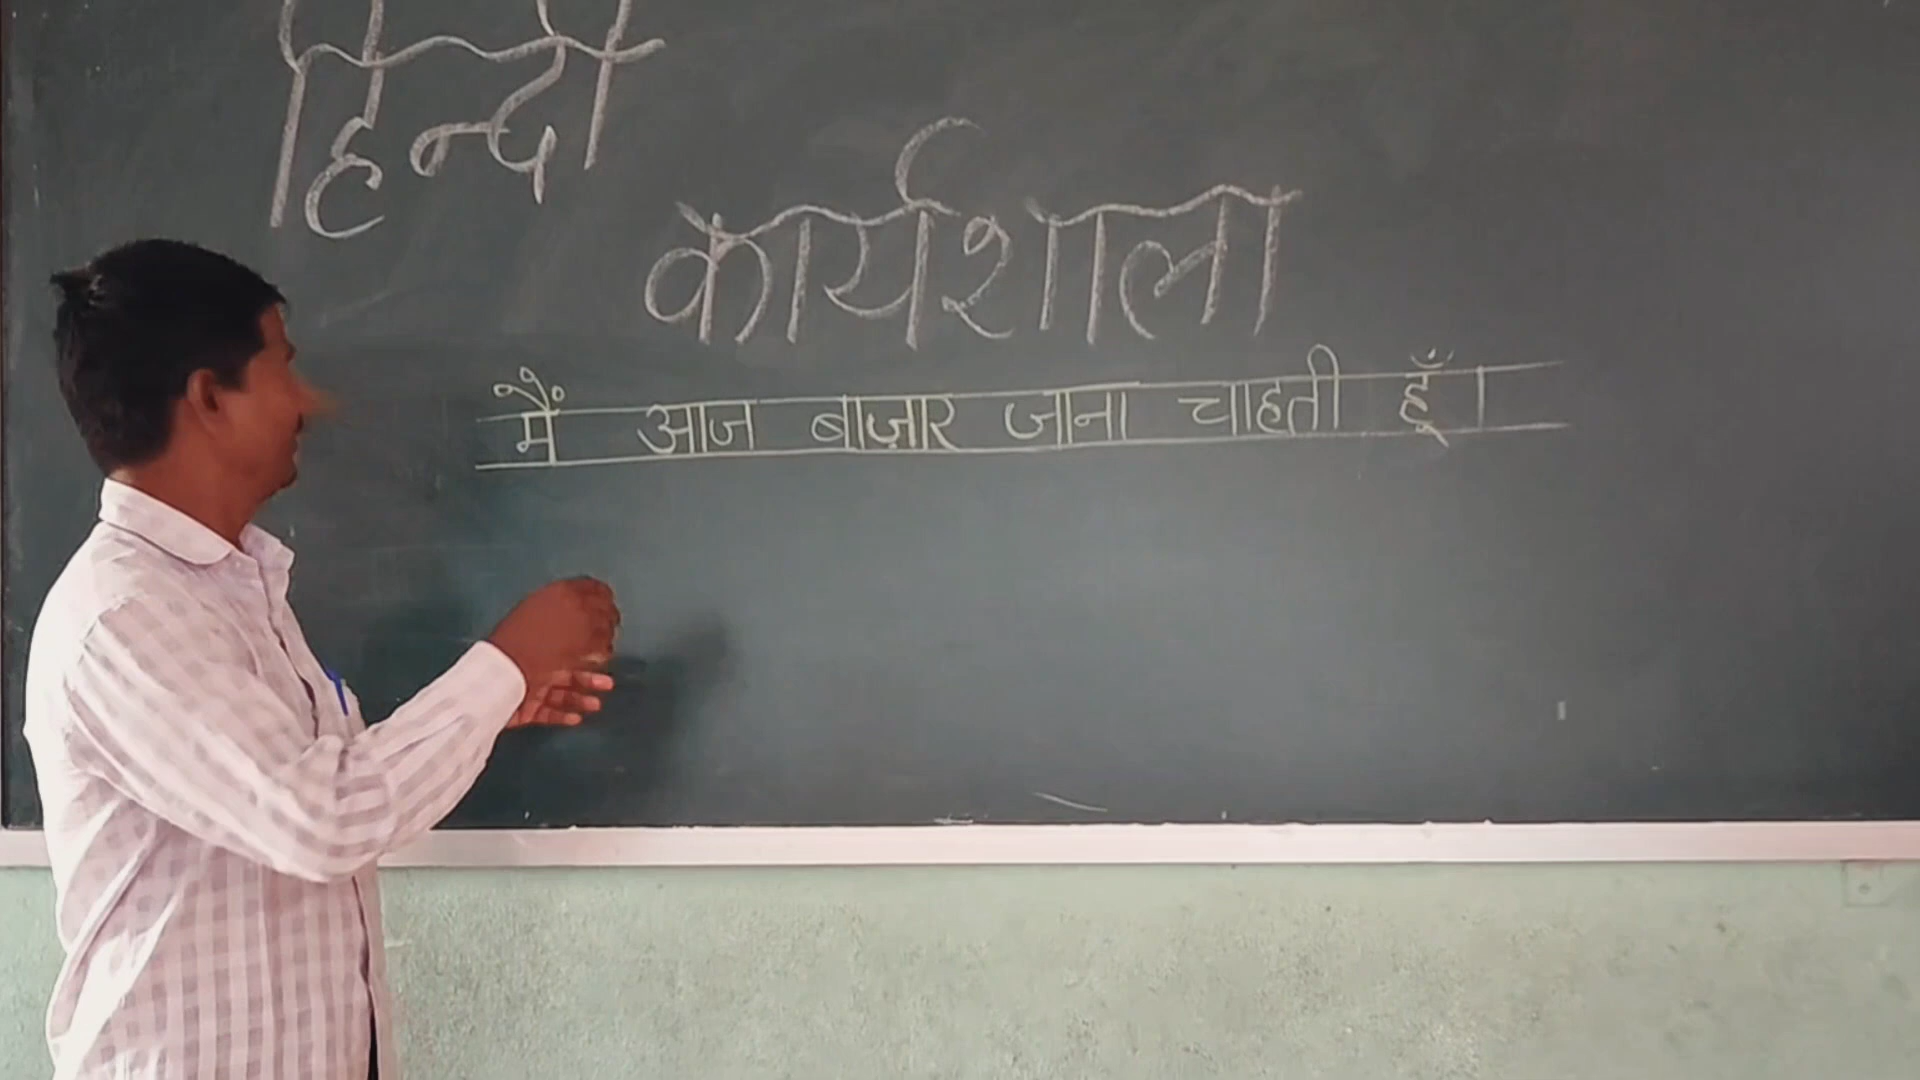 हिन्दी
कार्यशाला
मैं आज बाज़ार जाना चाहती हूँ।